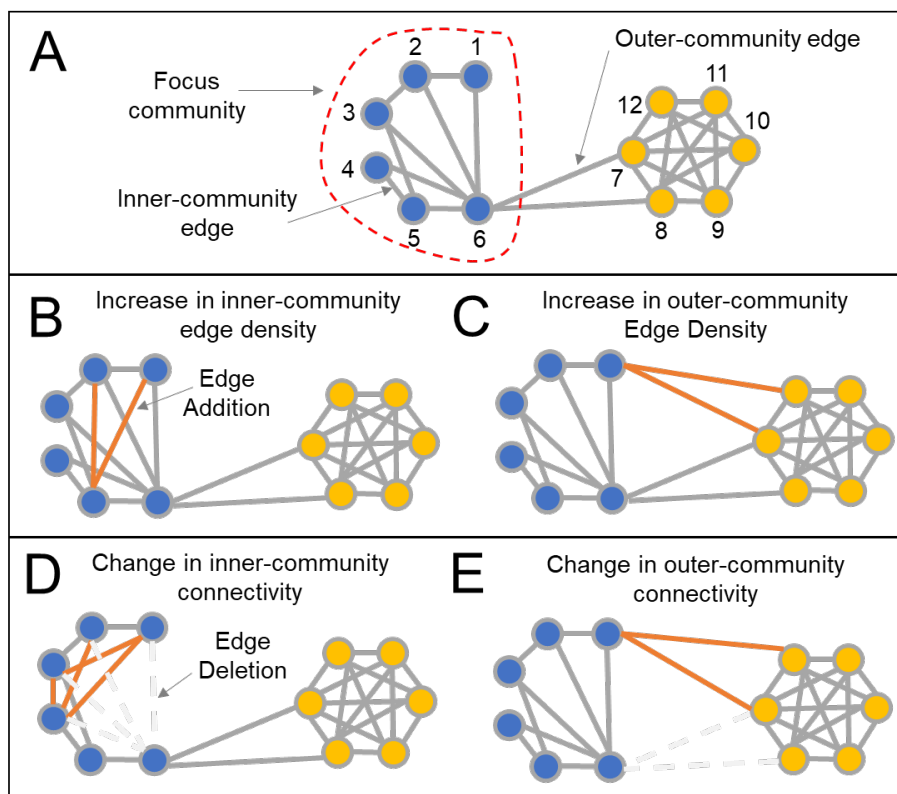 A
Focus
community
Outer-community edge
Inner-community
edge
1
2
3
4
5
6
7
8
9
10
11
12
B
Increase in inner-community
edge density
Edge
Addition
C
Increase in outer-community
Edge Density
D
Change in inner-community
connectivity
Edge
Deletion
E
Change in outer-community
connectivity